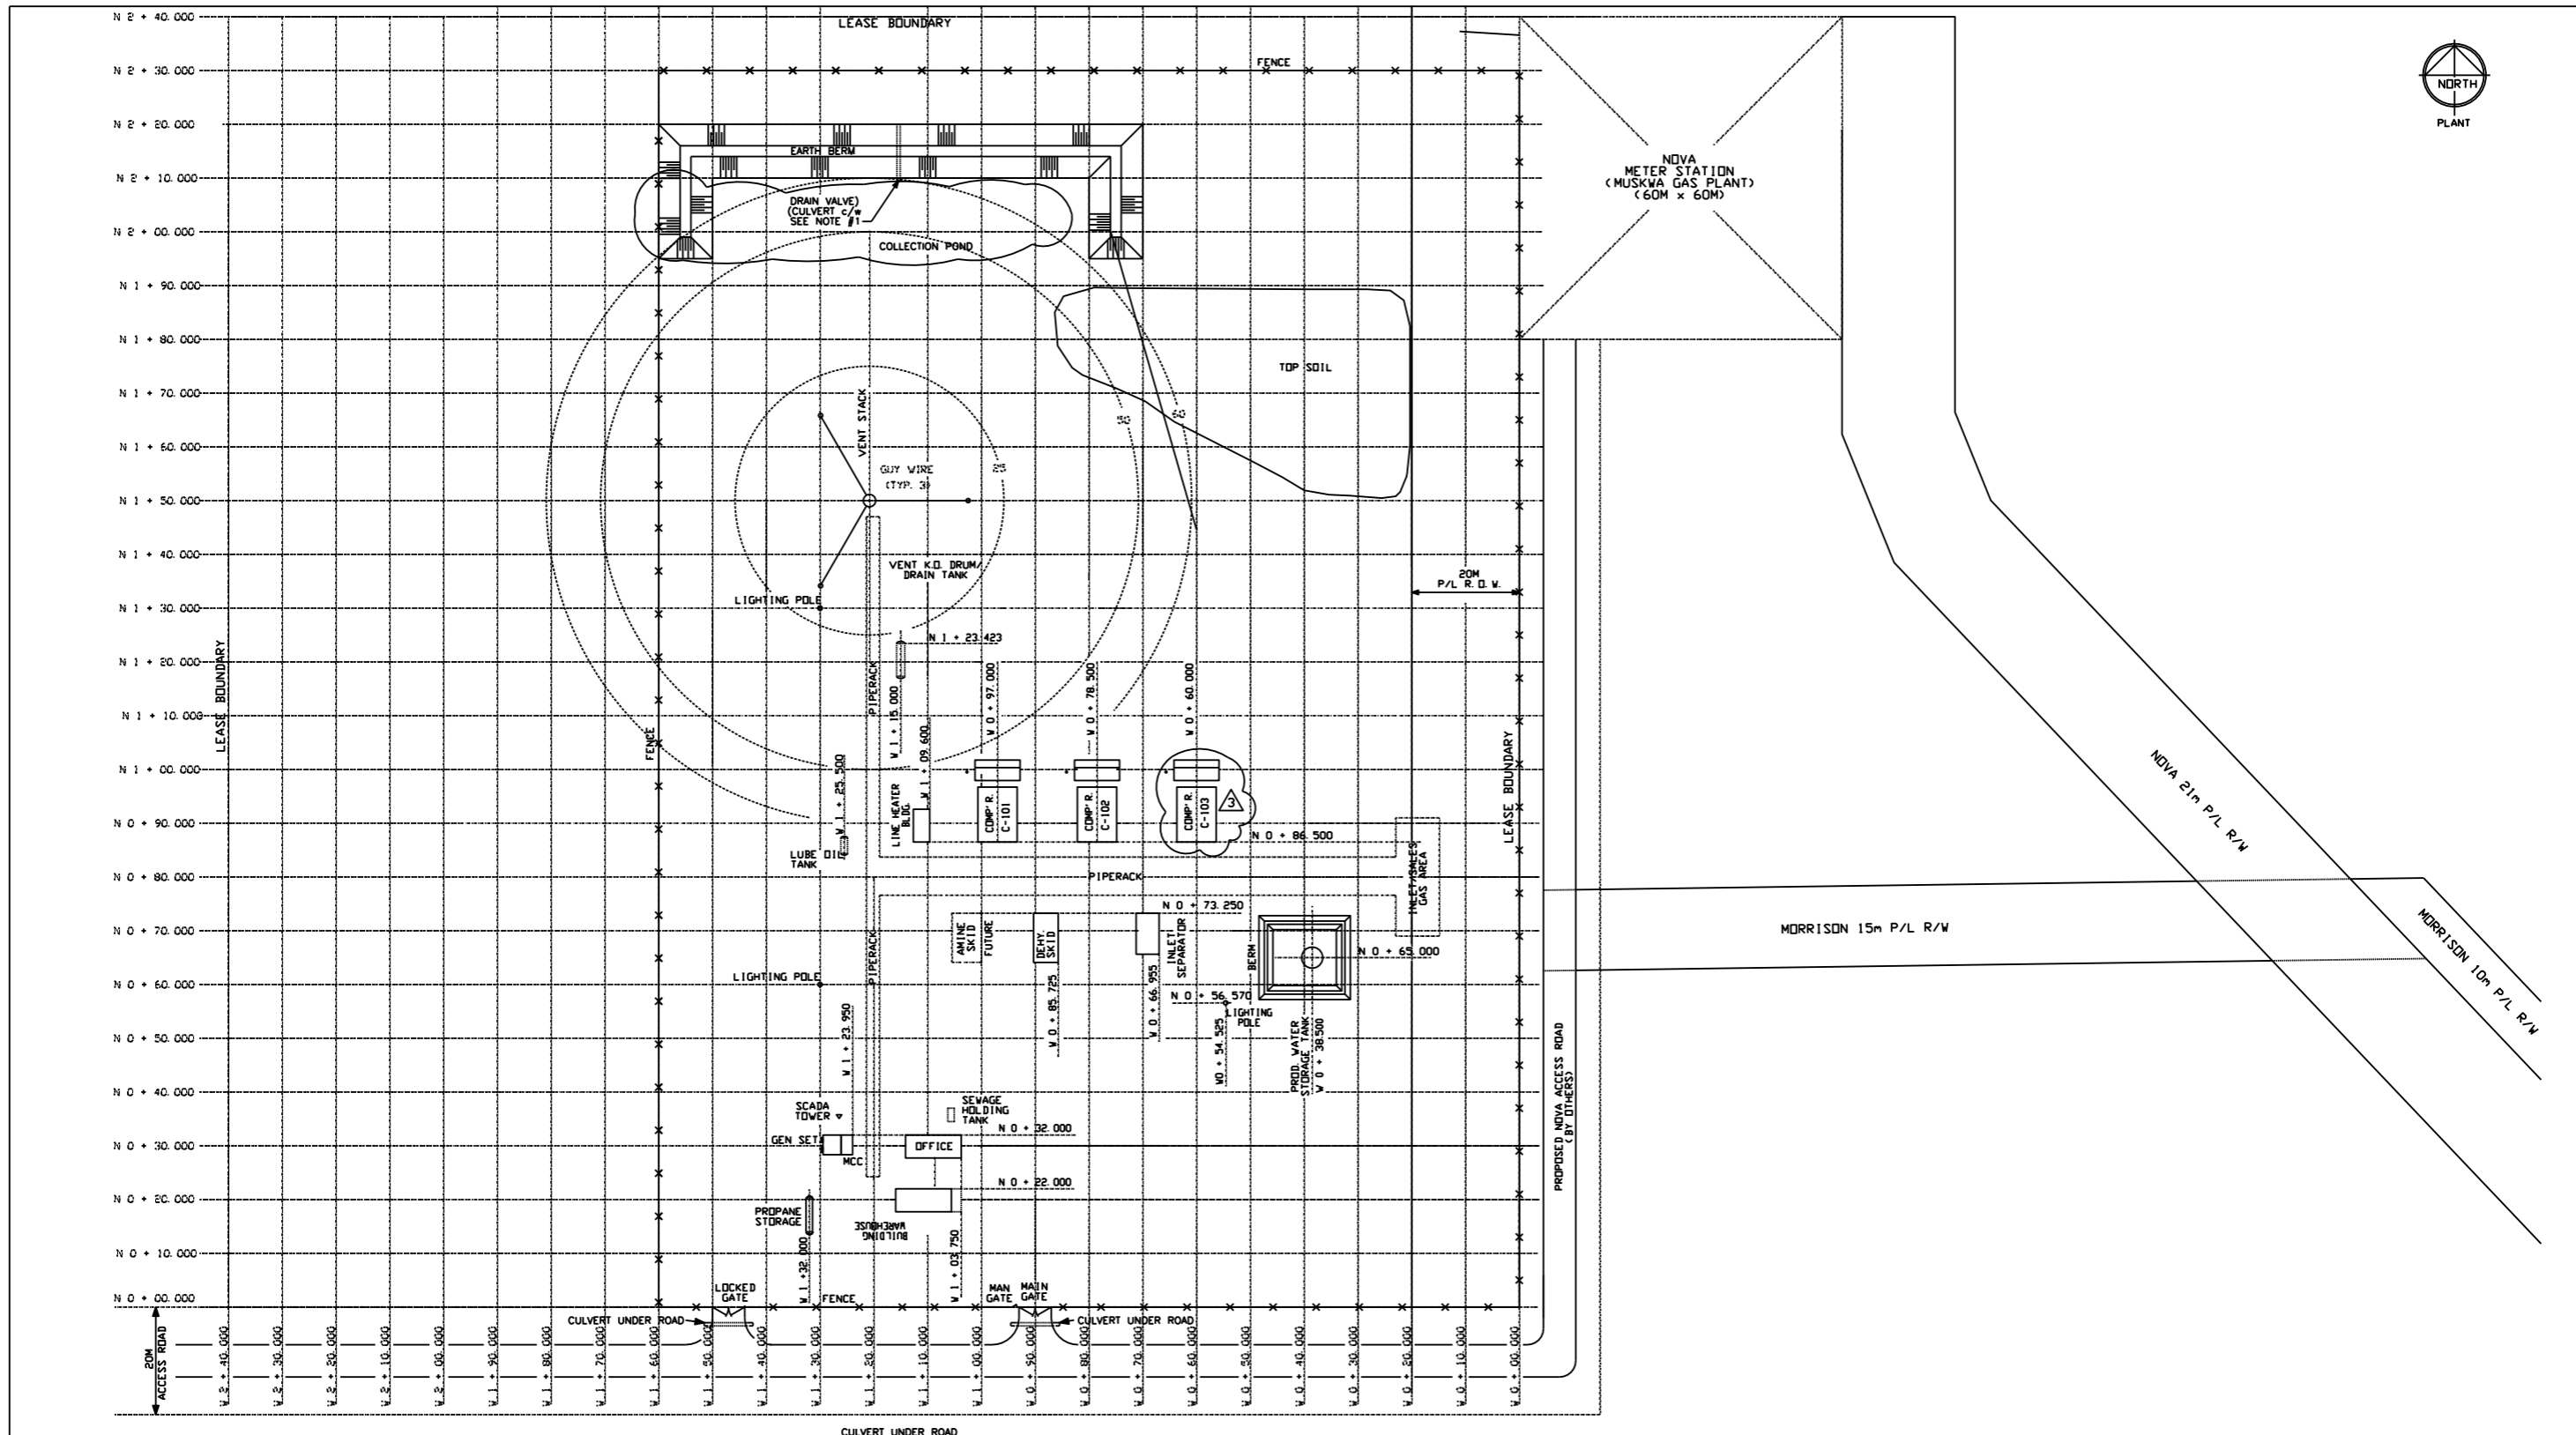 LEASE BOUNDARY
N 2 + 40.000
N 2 + 30.000
FENCE
NORTH
PLANT
N 2 + 20.000
EARTH BERM
N 2 + 10.000
NOVA
METER STATION
(MUSKWA GAS PLANT)
(60M x 60M)
DRAIN VALVE)
(CULVERT c/w
SEE NOTE #1
N 2 + 00.000
COLLECTION POND
N 1 + 90.000
N 1 + 80.000
TOP SOIL
N 1 + 70.000
VENT STACK
50
60
N 1 + 60.000
GUY WIRE
(TYP. 3)
25
N 1 + 50.000
N 1 + 40.000
VENT K.O. DRUM/
DRAIN TANK
20M
P/L R.O.W.
LIGHTING POLE
N 1 + 30.000
N 1 + 23.423
N 1 + 20.000
LEASE BOUNDARY
PIPERACK
W 1 + 15.000
W 0 + 97.000
W 0 + 78.500
W 0 + 60.000
N 1 + 10.000
FENCE
W 1 + 09.600
W 1 + 25.500
LEASE BOUNDARY
NOVA 21m P/L R/W
N 1 + 00.000
LINE HEATER
BLDG.
COMP'R.
C-101
COMP'R.
C-102
COMP'R.
C-103
3
N 0 + 90.000
N 0 + 86.500
LUBE OIL
TANK
INLET/SALES
GAS AREA
N 0 + 80.000
PIPERACK
N 0 + 73.250
N 0 + 70.000
AMINE
SKID
FUTURE
DEHY.
SKID
INLET
SEPARATOR
BERM
MORRISON 15m P/L R/W
MORRISON 10m P/L R/W
N 0 + 65.000
PIPERACK
LIGHTING POLE
N 0 + 60.000
N 0 + 56.570
LIGHTING
POLE
W 0 + 85.725
W 0 + 66.955
W0 + 54.525
PROD. WATER
STORAGE TANK
W 0 + 38.500
W 1 + 23.950
N 0 + 50.000
N 0 + 40.000
PROPOSED NOVA ACCESS ROAD
(BY OTHERS)
SCADA
TOWER
SEWAGE
HOLDING
TANK
N 0 + 32.000
GEN SET
N 0 + 30.000
OFFICE
MCC
N 0 + 22.000
N 0 + 20.000
PROPANE
STORAGE
BUILDING
WAREHOUSE
N 0 + 10.000
W 1 +32.000
W 1 + 03.750
LOCKED
GATE
MAN
GATE
MAIN
GATE
N 0 + 00.000
FENCE
CULVERT UNDER ROAD
CULVERT UNDER ROAD
20M
ACCESS ROAD
W 2 + 40.000
W 2 + 30.000
W 2 + 20.000
W 2 + 10.000
W 2 + 00.000
W 1 + 90.000
W 1 + 80.000
W 1 + 70.000
W 1 + 60.000
W 1 + 50.000
W 1 + 40.000
W 1 + 30.000
W 1 + 20.000
W 1 + 10.000
W 1 + 00.000
W 0 + 90.000
W 0 + 80.000
W 0 + 70.000
W 0 + 60.000
W 0 + 50.000
W 0 + 40.000
W 0 + 30.000
W 0 + 20.000
W 0 + 10.000
W 0 + 00.000
CULVERT UNDER ROAD